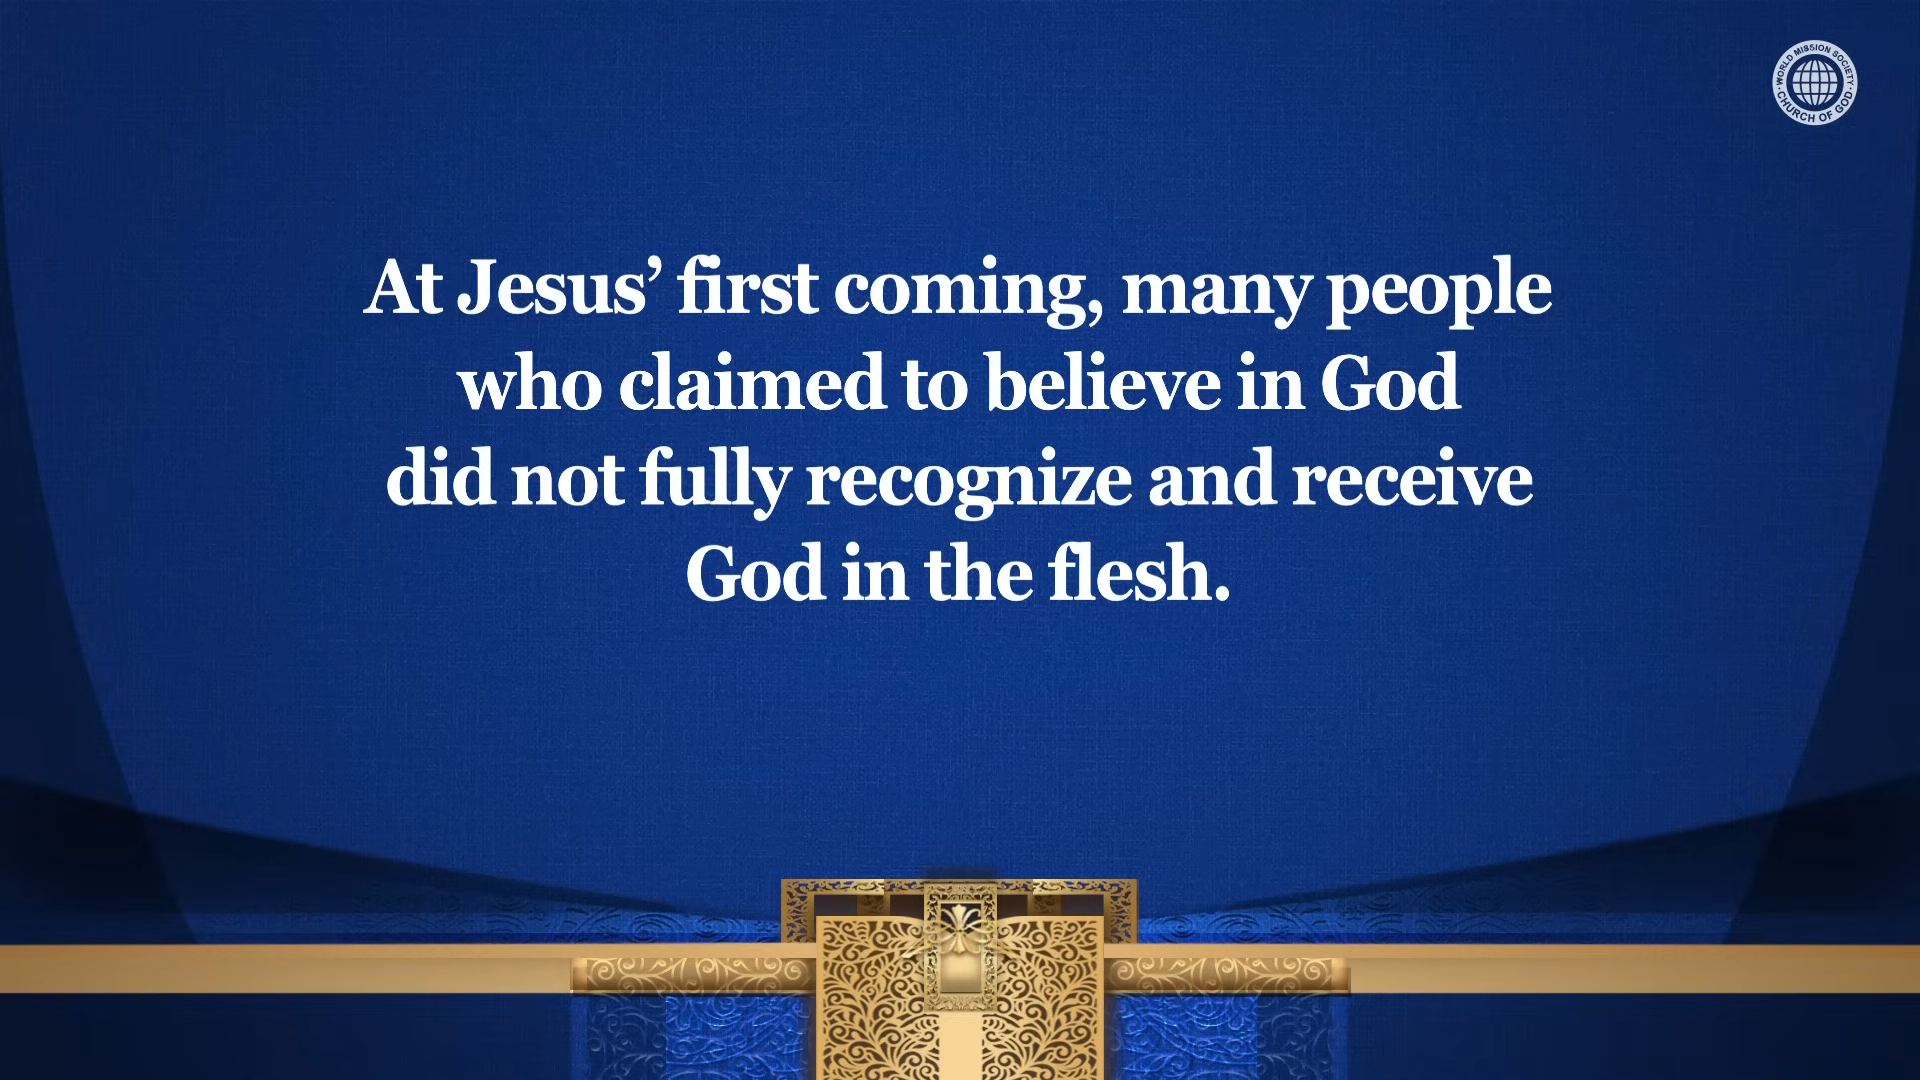 WORLD MISSION SOCIETY
CHURCH OF GOD
At Jesus’ first coming, many people
who claimed to believe in God
did not fully recognize and receive
God in the flesh.